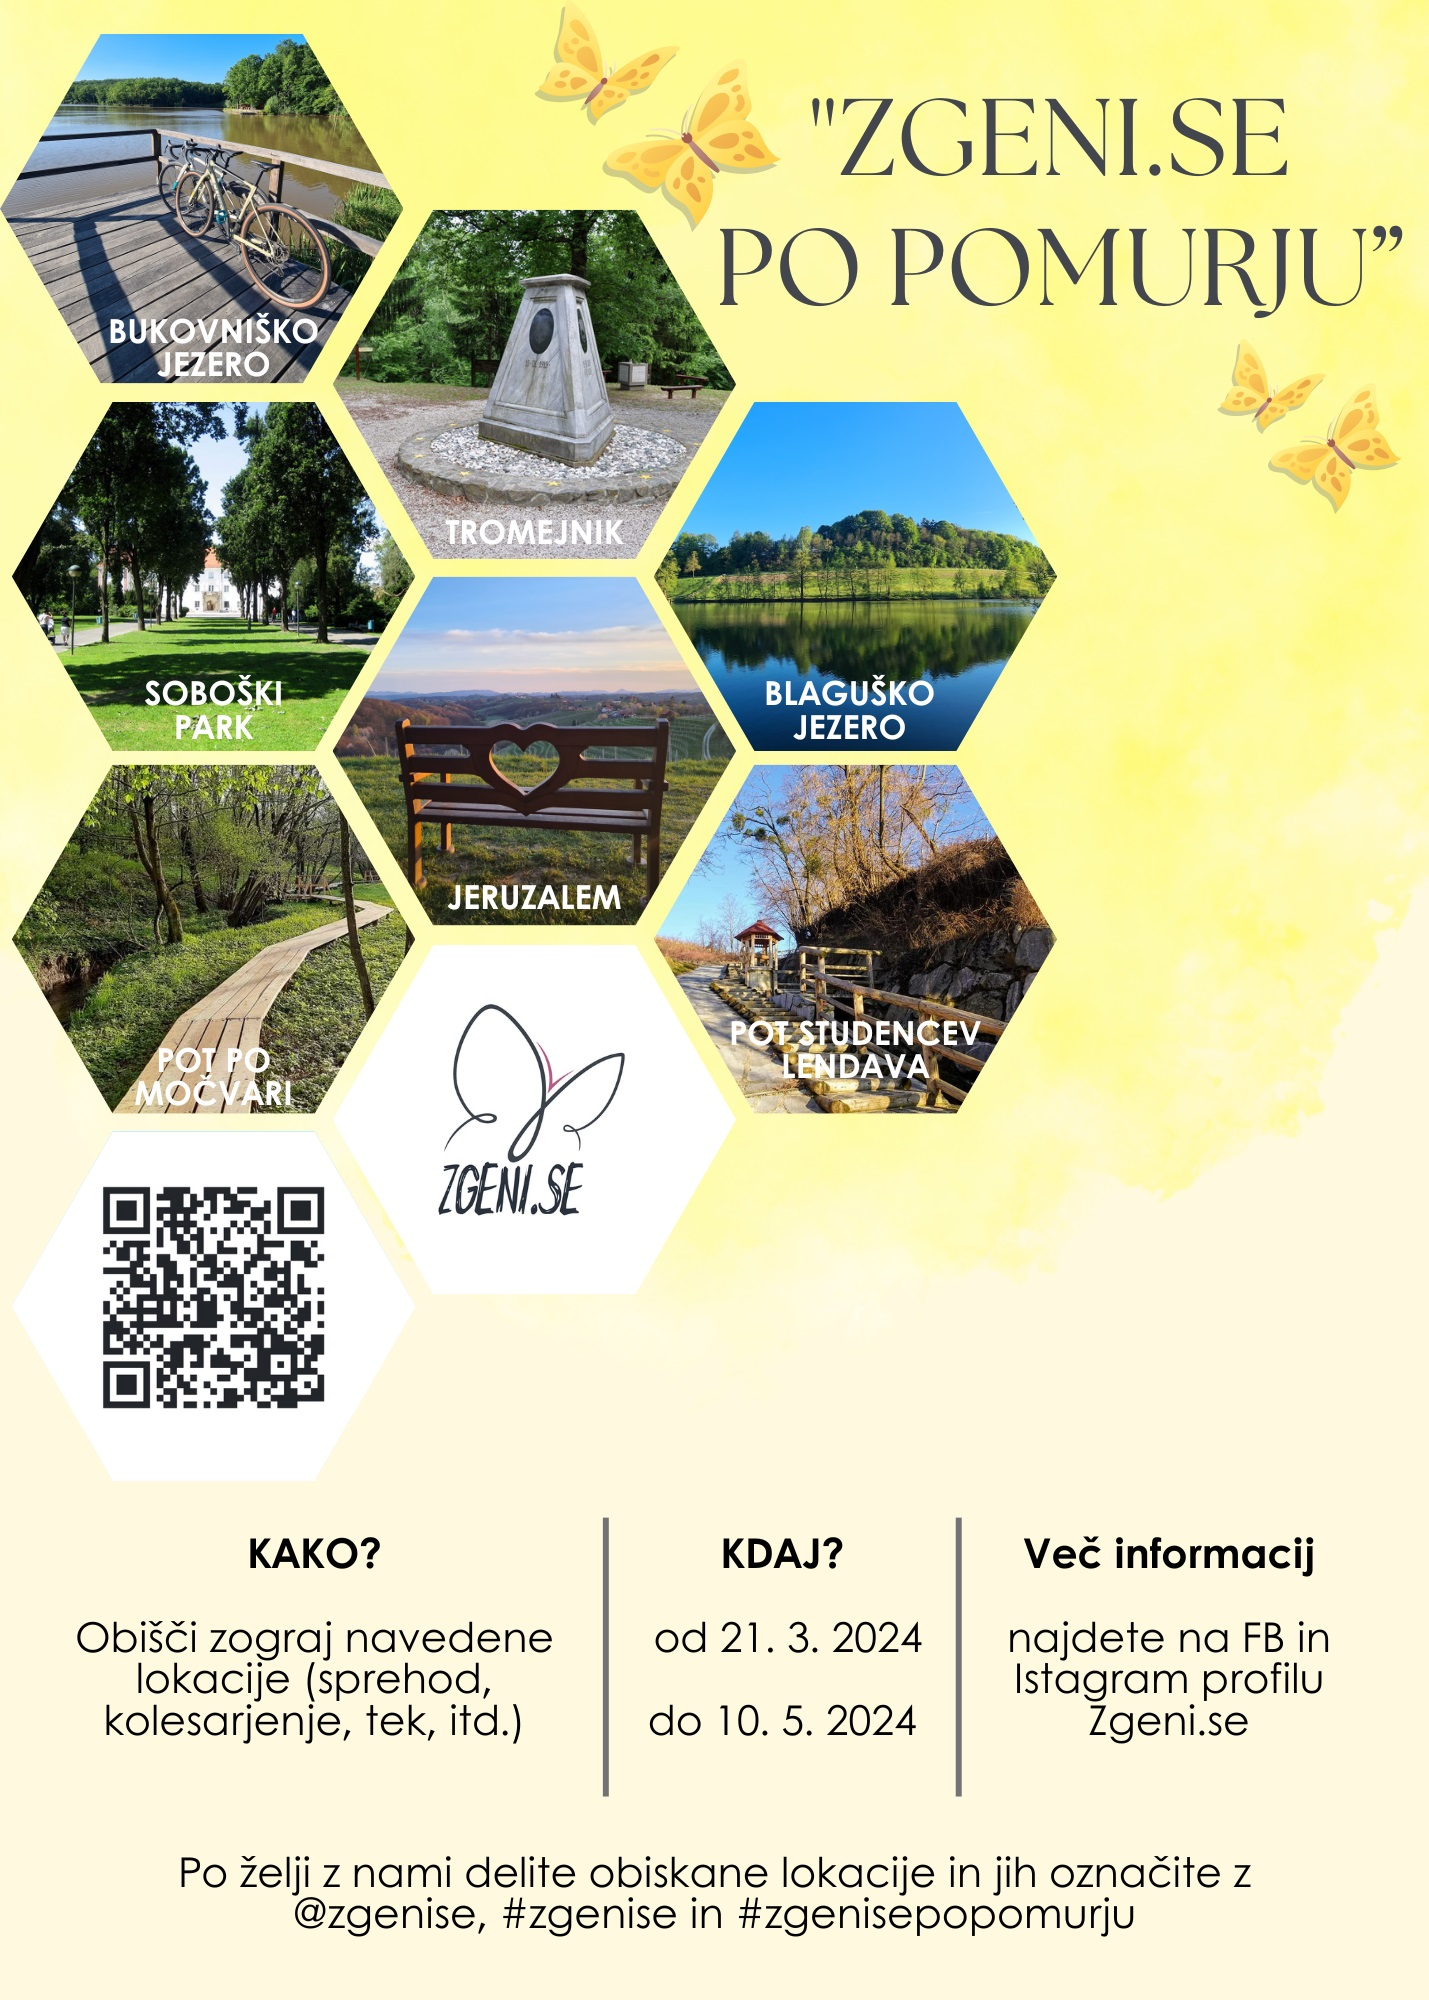 "ZGENI.SE
PO POMURJU”
BUKOVNIŠKO
JEZERO
TROMEJNIK
SOBOŠKI
PARK
BLAGUŠKO
JEZERO
JERUZALEM
POT PO
MOČVARI
POT STUDENCEV
LENDAVA
ZGENI.SE
KAKO?
Obišči zograj navedene
lokacije (sprehod,
kolesarjenje, tek, itd.)
KDAJ?
od 21. 3. 2024
do 10. 5. 2024
Več informacij
najdete na FB in
Istagram profilu
Zgeni.se
Po želji z nami delite obiskane lokacije in jih označite z
@zgenise, #zgenise in #zgenisepopomurju